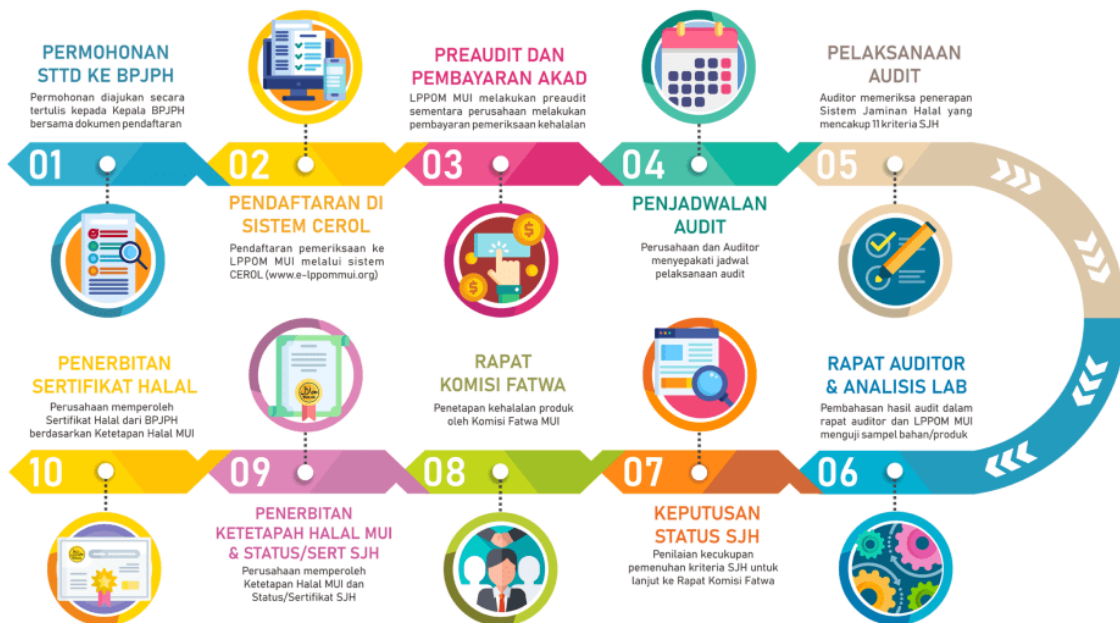 PERMOHONAN
STTD KE BPJPH
Permohonan diajukan secara
tertulis kepada Kepala BPJPH
bersama dokumen pendaftaran
01
02
PENDAFTARAN DI
SISTEM CEROL
Pendaftaran pemeriksaan ke
LPPOM MUI melalui sistem
CEROL (www.e-lppommui.org)
PREAUDIT DAN
PEMBAYARAN AKAD
LPPOM MUI melakukan preaudit
sementara perusahaan melakukan
pembayaran pemeriksaan kehalalan
03
$
$
04
PENJADWALAN
AUDIT
Perusahaan dan Auditor
menyepakati jadwal
pelaksanaan audit
PELAKSANAAN
AUDIT
Auditor memeriksa penerapan
Sistem Jaminan Halal yang
mencakup 11 kriteria SJH
05
RAPAT AUDITOR
& ANALISIS LAB
Pembahasan hasil audit dalam
rapat auditor dan LPPOM MUI
menguji sampel bahan/produk
06
07
KEPUTUSAN
STATUS SJH
Penilaian kecukupan
pemenuhan kriteria SJH untuk
lanjut ke Rapat Komisi Fatwa
RAPAT
KOMISI FATWA
Penetapan kehalalan produk
oleh Komisi Fatwa MUI
08
09
PENERBITAN
KETETAPAH HALAL MUI
& STATUS/SERT SJH
Perusahaan memperoleh
Ketetapan Halal MUI dan
Status/Sertifikat SJH
PENERBITAN
SERTIFIKAT HALAL
Perusahaan memperoleh
Sertifikat Halal dari BPJPH
berdasarkan Ketetapan Halal MUI
10